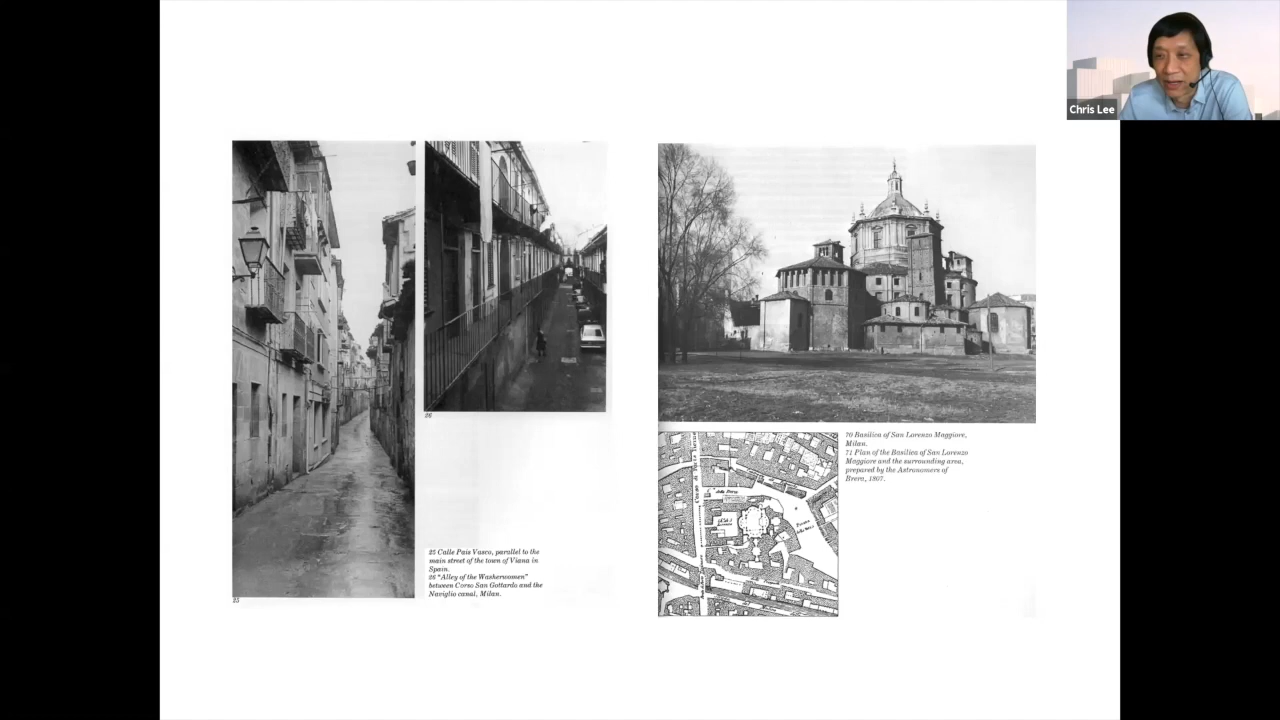 Chris Lee
26
25 Calle Pais Vasco, parallel to the
main street of the town of Viana in
Spain.
26 "Alley of the Washerwomen"
between Corso San Gottardo and the
Naviglio canal, Milan.
25
70 Basilica of San Lorenzo Maggiore,
Milan.
71 Plan of the Basilica of San Lorenzo
Maggiore and the surrounding area,
prepared by the Astronomers of
Brera, 1807.